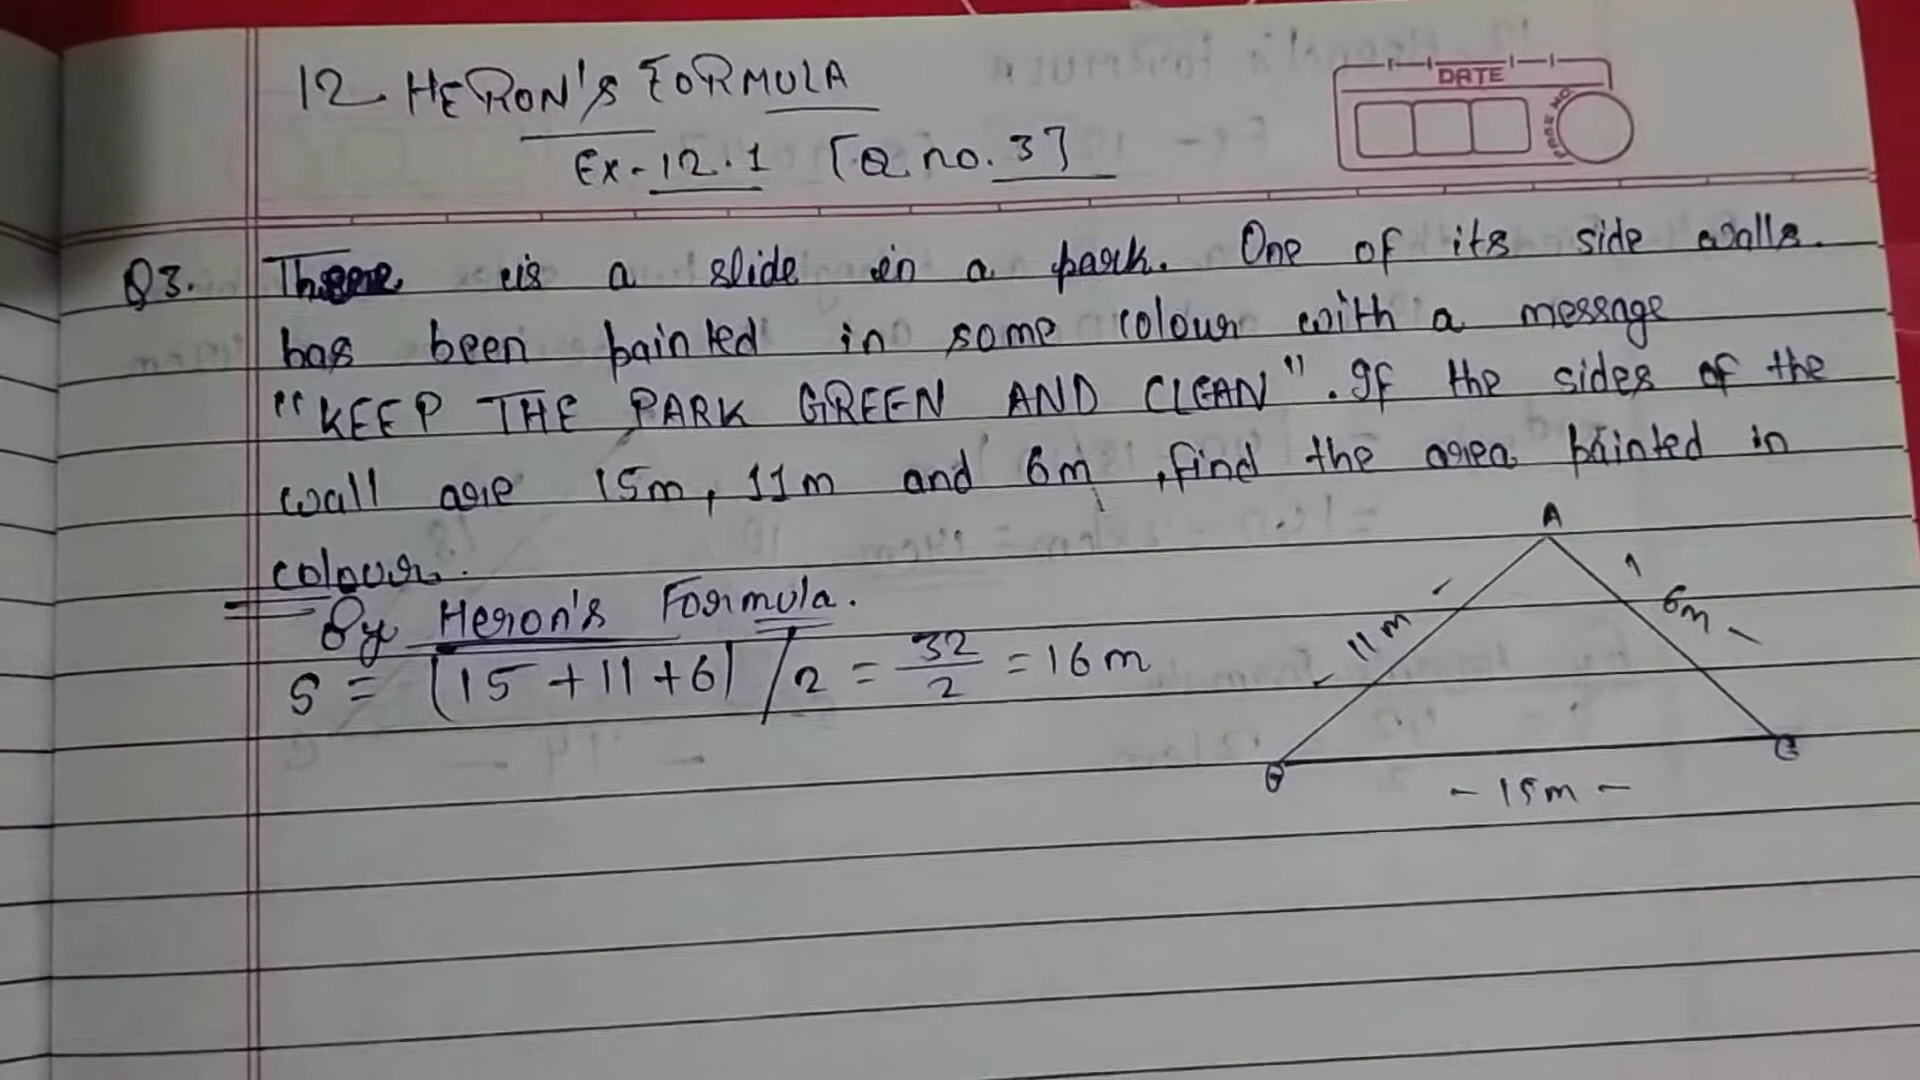 12 HERON'S FORMULA
DATE
PAGE NO.
Ex-12.1 [Q. no. 3]
Q3. There is a slide in a park. One of its side walls
has been painted in some colour with a message
"KEEP THE PARK GREEN AND CLEAN". If the sides of the
wall are 15m, 11m and 6m, find the area painted in
colour.
By Heron's Formula.
S = (15 + 11 + 6) / 2 = 32/2 = 16 m
A
11 m
6m
B
C
- 15m -